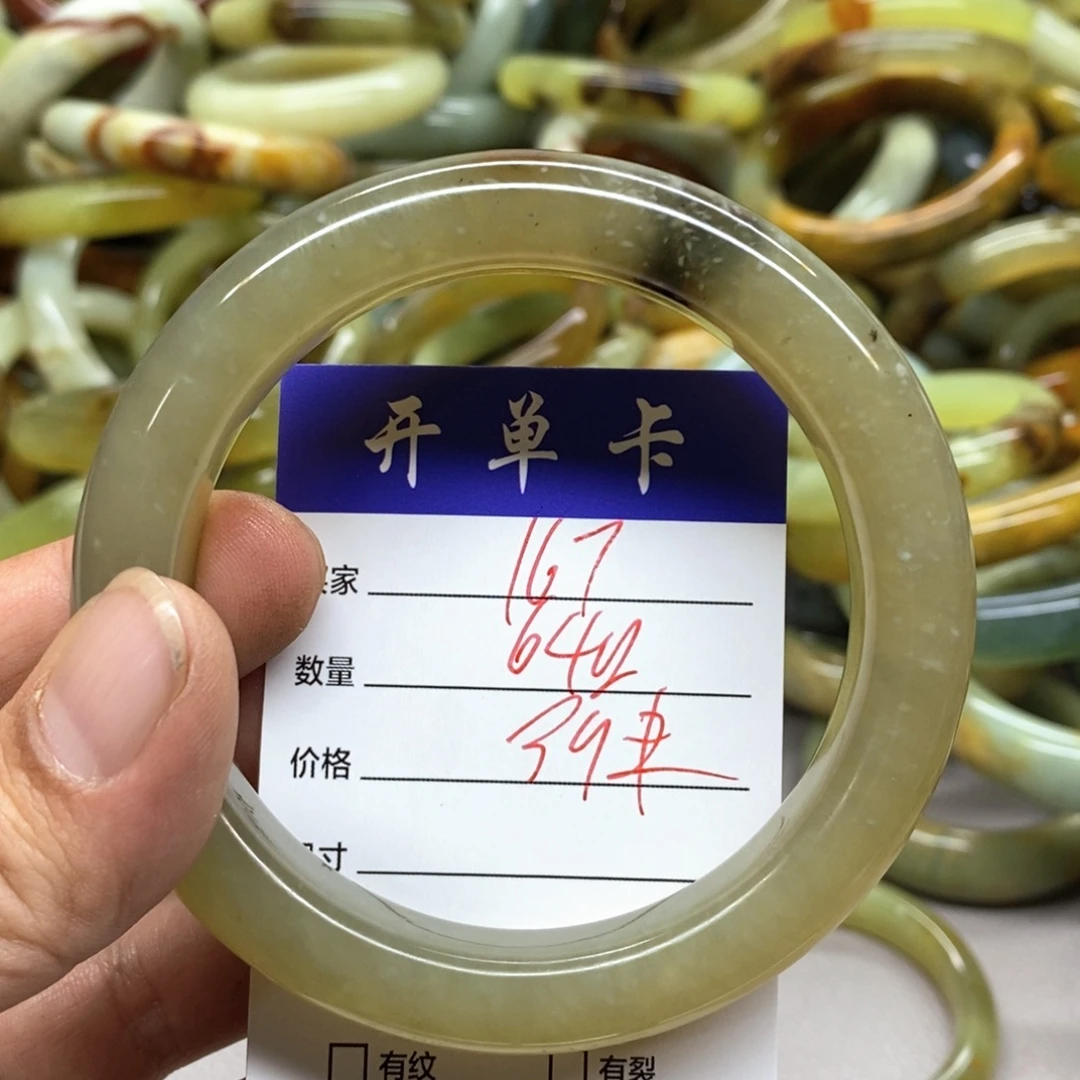 开单卡
家 167
数量 64
价格 39
寸
有纹 有裂